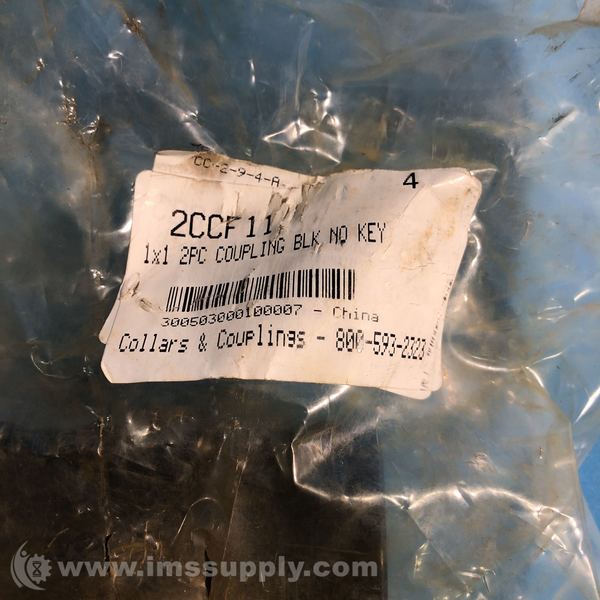 CC-2-9-4-A
4
2CCF11
1x1 2PC COUPLING BLK NO KEY
300503000100007 - China
Collars & Couplings - 800-593-2323
www.imssupply.com